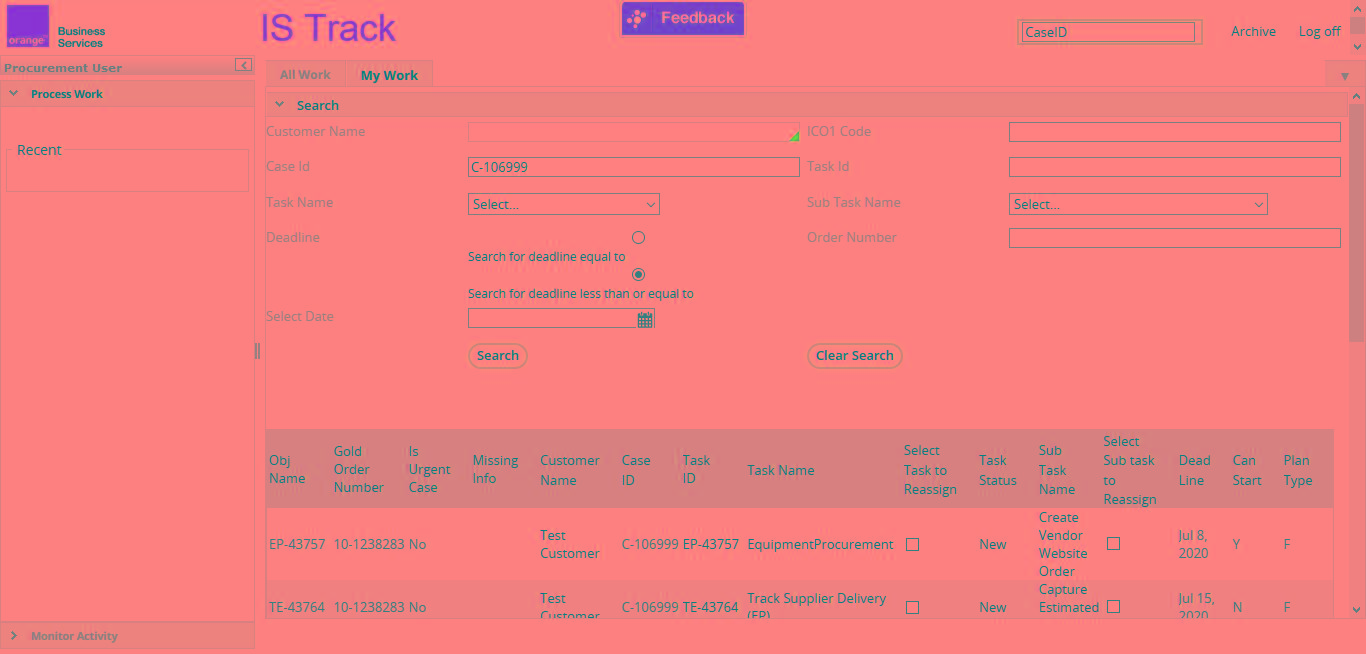 orange™
Business
Services
IS Track
Feedback
CaseID
Archive
Log off
Procurement User
All Work
My Work
Process Work
Search
Recent
Customer Name
ICO1 Code
Case Id
C-106999
Task Id
Task Name
Select...
Sub Task Name
Select...
Deadline
Order Number
Search for deadline equal to
Search for deadline less than or equal to
Select Date
Search
Clear Search
Obj Name
Gold Order Number
Is Urgent Case
Missing Info
Customer Name
Case ID
Task ID
Task Name
Select Task to Reassign
Task Status
Sub Task Name
Select Sub task to Reassign
Dead Line
Can Start
Plan Type
EP-43757 10-1238283 No Test Customer C-106999 EP-43757 EquipmentProcurement New Create Vendor Website Order Jul 8, 2020 Y F
TE-43764 10-1238283 No Test Customer C-106999 TE-43764 Track Supplier Delivery (EP) New Capture Estimated Jul 15, 2020 N F
Monitor Activity